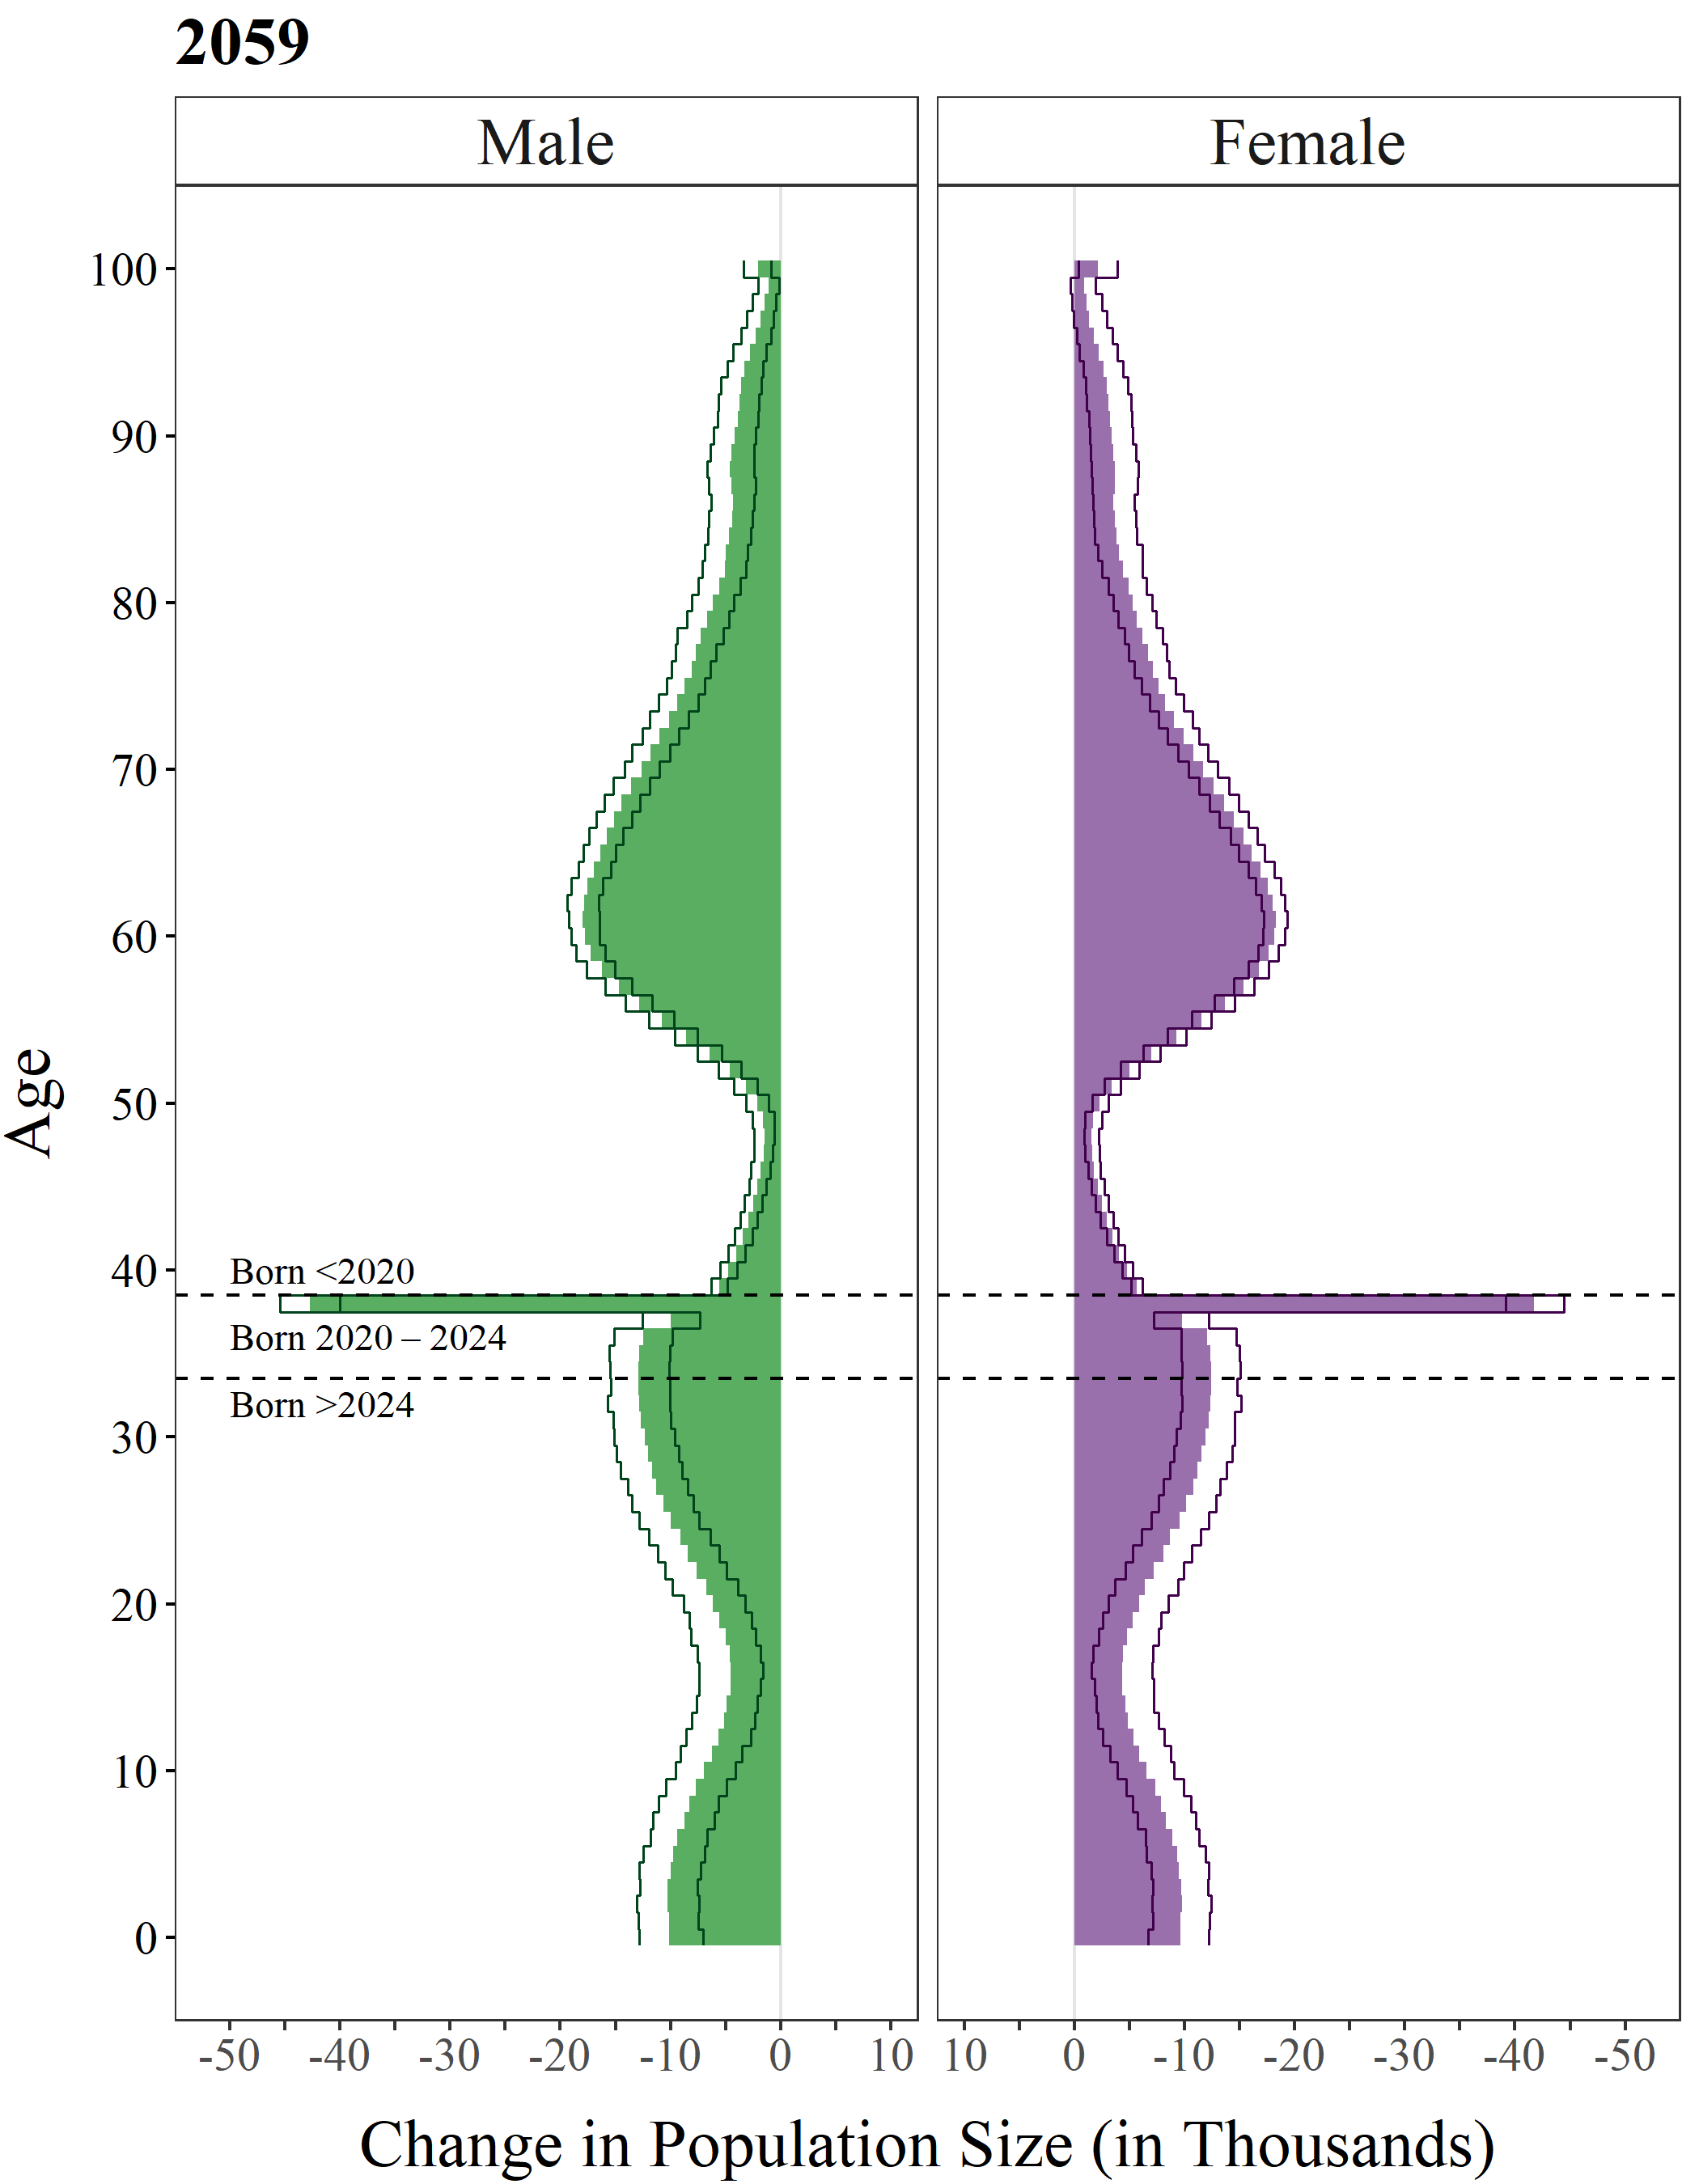 2059
Male
Female
100
90
80
70
60
50
40
30
20
10
0
Age
Born <2020
Born 2020 – 2024
Born >2024
-50 -40 -30 -20 -10 0 10
10 0 -10 -20 -30 -40 -50
Change in Population Size (in Thousands)